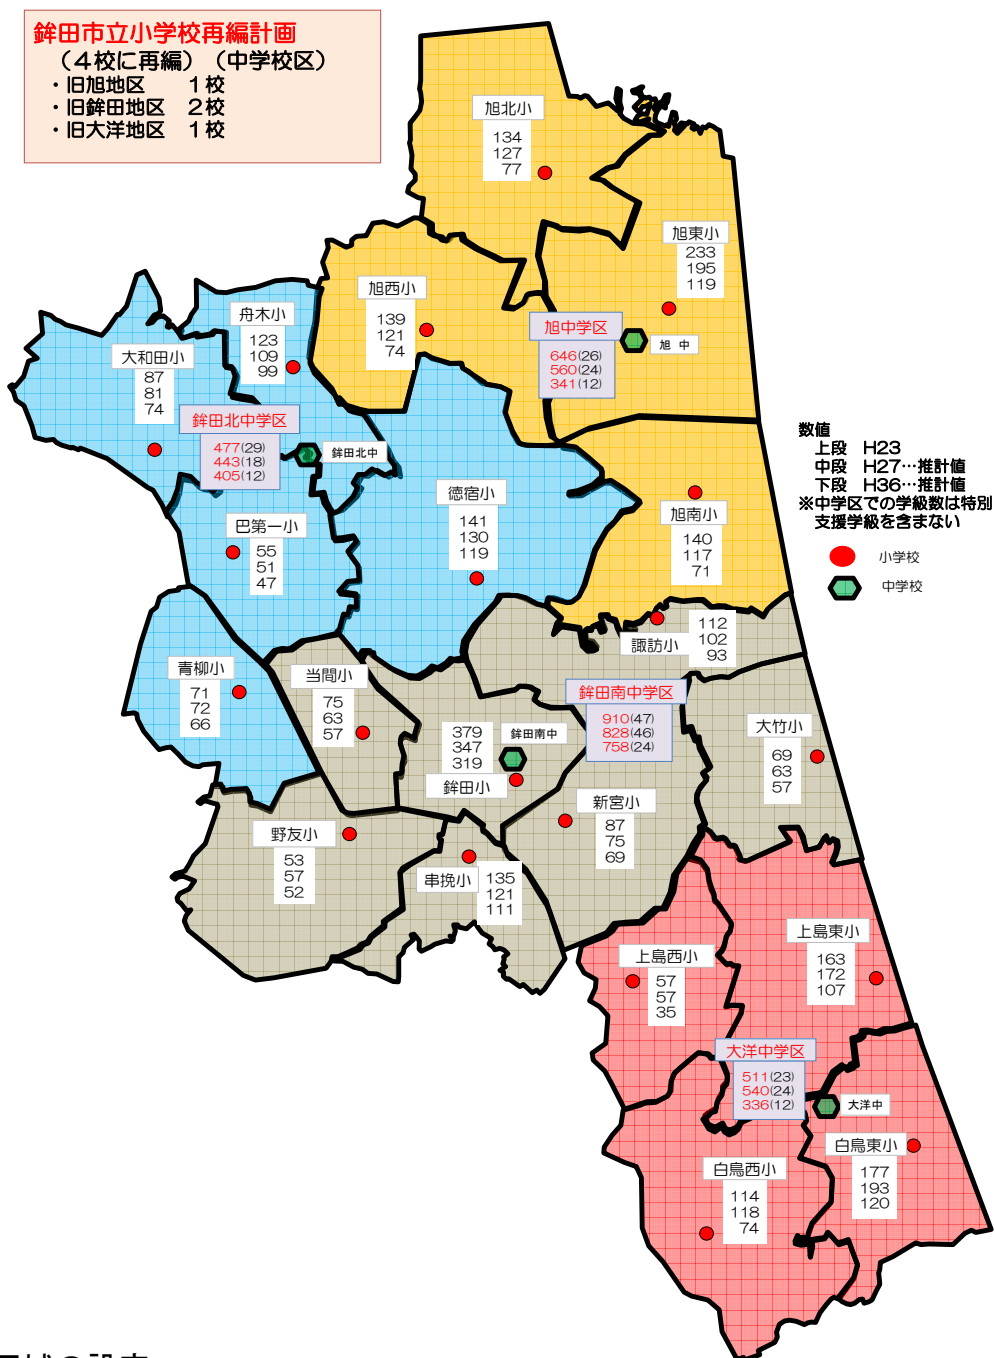 鉾田市立小学校再編計画
（４校に再編）（中学校区）
・旧旭地区　　１校
・旧鉾田地区　２校
・旧大洋地区　１校
旭北小
134
127
77
旭東小
233
195
119
旭西小
139
121
74
舟木小
123
109
99
旭中学区
646(26)
560(24)
341(12)
旭 中
大和田小
87
81
74
鉾田北中学区
477(29)
443(18)
405(12)
鉾田北中
数値
上段　H23
中段　H27…推計値
下段　H36…推計値
※中学区での学級数は特別
支援学級を含まない
小学校
中学校
徳宿小
141
130
119
旭南小
140
117
71
巴第一小
55
51
47
諏訪小
112
102
93
青柳小
71
72
66
当間小
75
63
57
鉾田南中学区
910(47)
828(46)
758(24)
379
347
319
鉾田南中
鉾田小
大竹小
69
63
57
新宮小
87
75
69
野友小
53
57
52
串挽小
135
121
111
上島東小
163
172
107
上島西小
57
57
35
大洋中学区
511(23)
540(24)
336(12)
大洋中
白鳥東小
177
193
120
白鳥西小
114
118
74